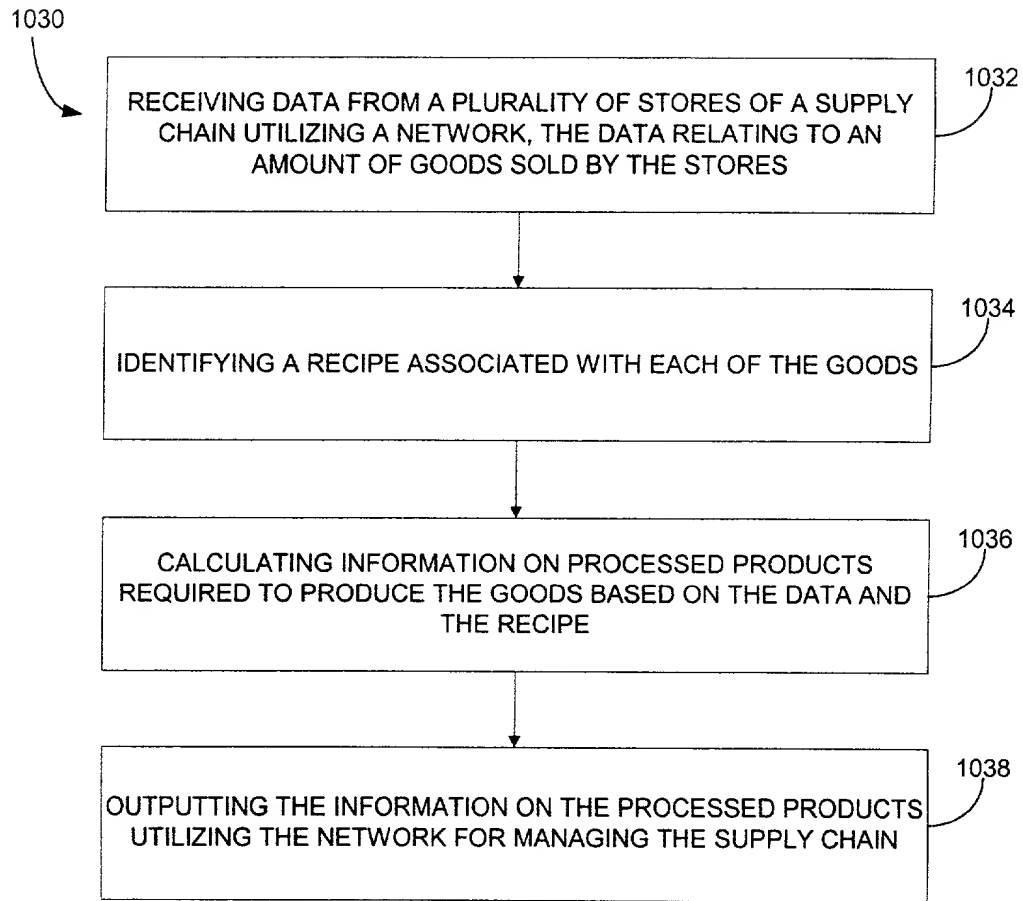 1030
1032
RECEIVING DATA FROM A PLURALITY OF STORES OF A SUPPLY
CHAIN UTILIZING A NETWORK, THE DATA RELATING TO AN
AMOUNT OF GOODS SOLD BY THE STORES
1034
IDENTIFYING A RECIPE ASSOCIATED WITH EACH OF THE GOODS
1036
CALCULATING INFORMATION ON PROCESSED PRODUCTS
REQUIRED TO PRODUCE THE GOODS BASED ON THE DATA AND
THE RECIPE
1038
OUTPUTTING THE INFORMATION ON THE PROCESSED PRODUCTS
UTILIZING THE NETWORK FOR MANAGING THE SUPPLY CHAIN